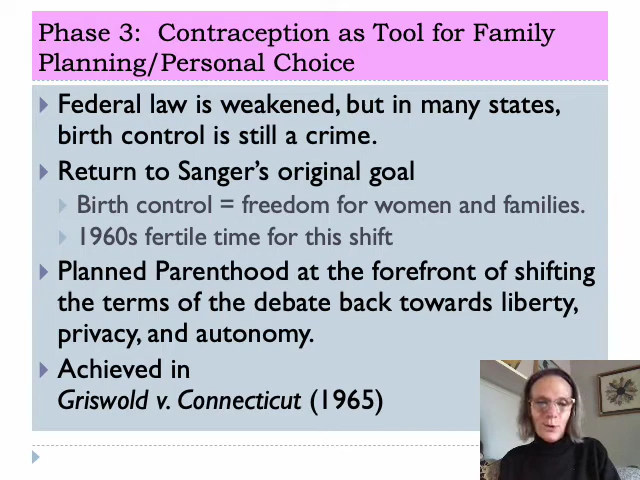 Phase 3: Contraception as Tool for Family
Planning/Personal Choice
Federal law is weakened, but in many states,
birth control is still a crime.
Return to Sanger's original goal
Birth control = freedom for women and families.
1960s fertile time for this shift
Planned Parenthood at the forefront of shifting
the terms of the debate back towards liberty,
privacy, and autonomy.
Achieved in
Griswold v. Connecticut (1965)